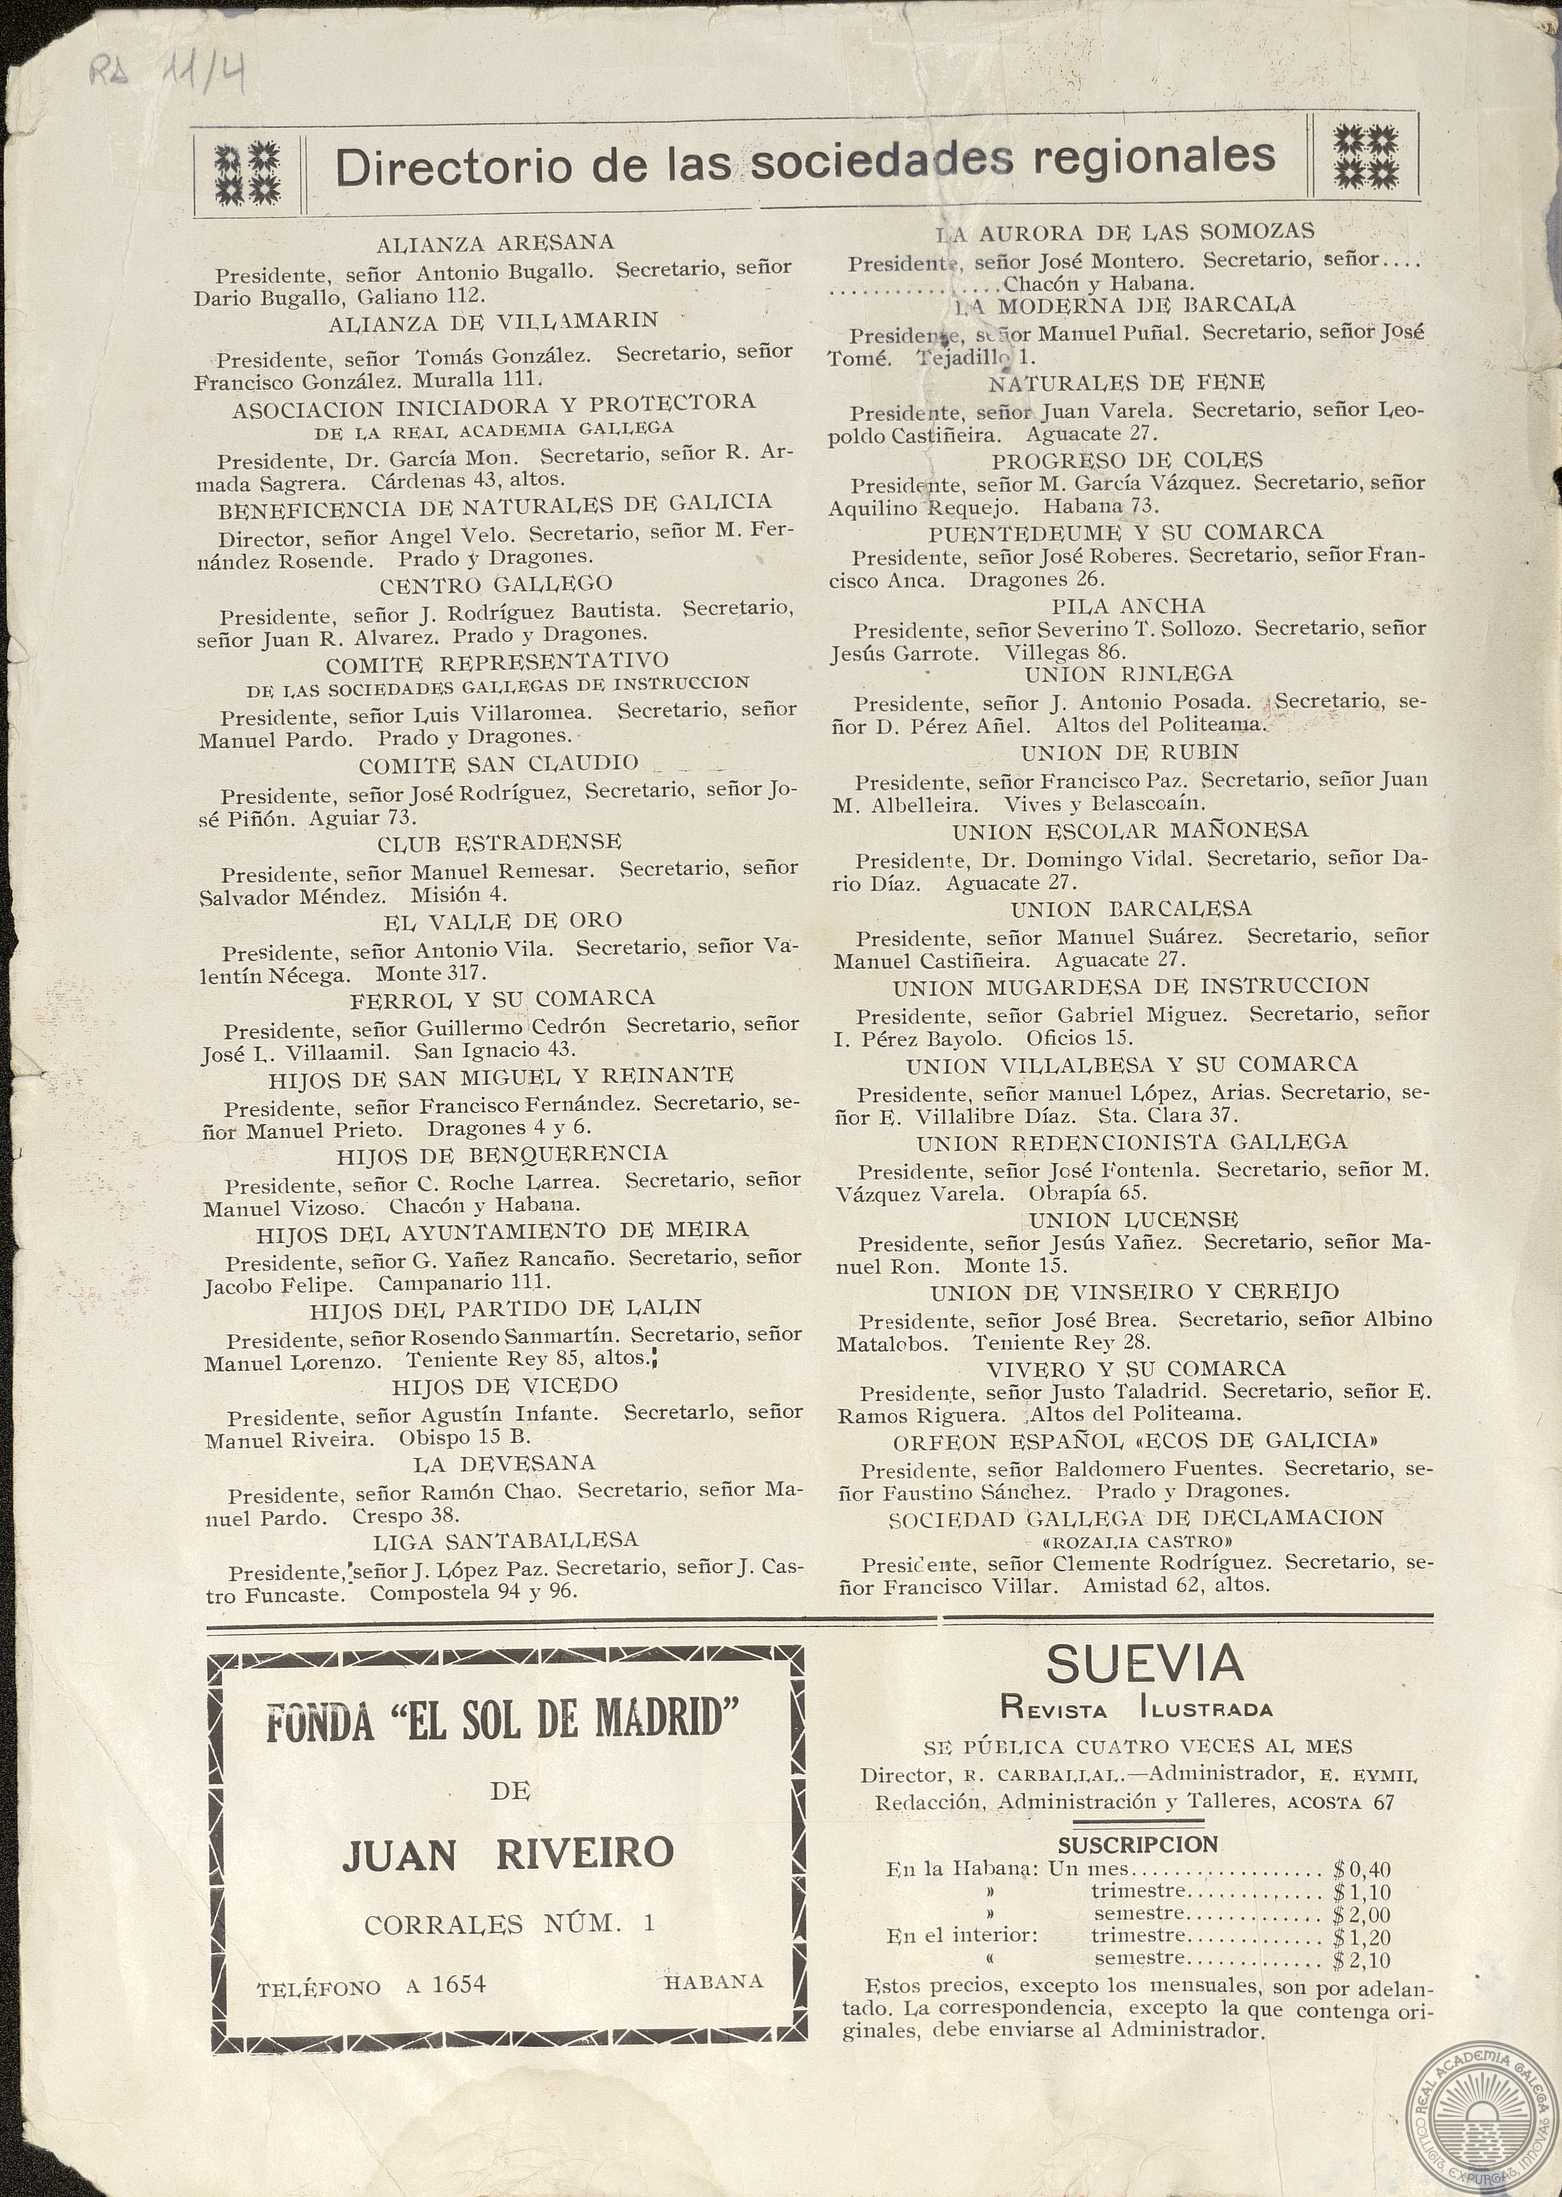 RD 11/4
Directorio de las sociedades regionales
ALIANZA ARESANA
Presidente, señor Antonio Bugallo. Secretario, señor
Dario Bugallo, Galiano 112.
ALIANZA DE VILLAMARIN
Presidente, señor Tomás González. Secretario, señor
Francisco González. Muralla 111.
ASOCIACION INICIADORA Y PROTECTORA
DE LA REAL ACADEMIA GALLEGA
Presidente, Dr. García Mon. Secretario, señor R. Ar-
mada Sagrera. Cárdenas 43, altos.
BENEFICENCIA DE NATURALES DE GALICIA
Director, señor Angel Velo. Secretario, señor M. Fer-
nández Rosende. Prado y Dragones.
CENTRO GALLEGO
Presidente, señor J. Rodríguez Bautista. Secretario,
señor Juan R. Alvarez. Prado y Dragones.
COMITE REPRESENTATIVO
DE LAS SOCIEDADES GALLEGAS DE INSTRUCCION
Presidente, señor Luis Villaromea. Secretario, señor
Manuel Pardo. Prado y Dragones.
COMITE SAN CLAUDIO
Presidente, señor José Rodríguez, Secretario, señor Jo-
sé Piñón. Aguiar 73.
CLUB ESTRADENSE
Presidente, señor Manuel Remesar. Secretario, señor
Salvador Méndez. Misión 4.
EL VALLE DE ORO
Presidente, señor Antonio Vila. Secretario, señor Va-
lentín Nécega. Monte 317.
FERROL Y SU COMARCA
Presidente, señor Guillermo Cedrón Secretario, señor
José L. Villaamil. San Ignacio 43.
HIJOS DE SAN MIGUEL Y REINANTE
Presidente, señor Francisco Fernández. Secretario, se-
ñor Manuel Prieto. Dragones 4 y 6.
HIJOS DE BENQUERENCIA
Presidente, señor C. Roche Larrea. Secretario, señor
Manuel Vizoso. Chacón y Habana.
HIJOS DEL AYUNTAMIENTO DE MEIRA
Presidente, señor G. Yañez Rancaño. Secretario, señor
Jacobo Felipe. Campanario 111.
HIJOS DEL PARTIDO DE LALIN
Presidente, señor Rosendo Sanmartín. Secretario, señor
Manuel Lorenzo. Teniente Rey 85, altos.
HIJOS DE VICEDO
Presidente, señor Agustín Infante. Secretarlo, señor
Manuel Riveira. Obispo 15 B.
LA DEVESANA
Presidente, señor Ramón Chao. Secretario, señor Ma-
nuel Pardo. Crespo 38.
LIGA SANTABALLESA
Presidente, señor J. López Paz. Secretario, señor J. Cas-
tro Funcaste. Compostela 94 y 96.
LA AURORA DE LAS SOMOZAS
Presidente, señor José Montero. Secretario, señor....
................Chacón y Habana.
LA MODERNA DE BARCALA
Presidente, señor Manuel Puñal. Secretario, señor José
Tomé. Tejadillo 1.
NATURALES DE FENE
Presidente, señor Juan Varela. Secretario, señor Leo-
poldo Castiñeira. Aguacate 27.
PROGRESO DE COLES
Presidente, señor M. García Vázquez. Secretario, señor
Aquilino Requejo. Habana 73.
PUENTEDEUME Y SU COMARCA
Presidente, señor José Roberes. Secretario, señor Fran-
cisco Anca. Dragones 26.
PILA ANCHA
Presidente, señor Severino T. Sollozo. Secretario, señor
Jesús Garrote. Villegas 86.
UNION RINLEGA
Presidente, señor J. Antonio Posada. Secretario, se-
ñor D. Pérez Añel. Altos del Politeama.
UNION DE RUBIN
Presidente, señor Francisco Paz. Secretario, señor Juan
M. Albelleira. Vives y Belascoaín.
UNION ESCOLAR MAÑONESA
Presidente, Dr. Domingo Vidal. Secretario, señor Da-
rio Díaz. Aguacate 27.
UNION BARCALESA
Presidente, señor Manuel Suárez. Secretario, señor
Manuel Castiñeira. Aguacate 27.
UNION MUGARDESA DE INSTRUCCION
Presidente, señor Gabriel Miguez. Secretario, señor
I. Pérez Bayolo. Oficios 15.
UNION VILLALBESA Y SU COMARCA
Presidente, señor Manuel López, Arias. Secretario, se-
ñor E. Villalibre Díaz. Sta. Clara 37.
UNION REDENCIONISTA GALLEGA
Presidente, señor José Fontenla. Secretario, señor M.
Vázquez Varela. Obrapía 65.
UNION LUCENSE
Presidente, señor Jesús Yañez. Secretario, señor Ma-
nuel Ron. Monte 15.
UNION DE VINSEIRO Y CEREIJO
Presidente, señor José Brea. Secretario, señor Albino
Matalobos. Teniente Rey 28.
VIVERO Y SU COMARCA
Presidente, señor Justo Taladrid. Secretario, señor E.
Ramos Riguera. Altos del Politeama.
ORFEON ESPAÑOL «ECOS DE GALICIA»
Presidente, señor Baldomero Fuentes. Secretario, se-
ñor Faustino Sánchez. Prado y Dragones.
SOCIEDAD GALLEGA DE DECLAMACION
«ROZALIA CASTRO»
Presidente, señor Clemente Rodríguez. Secretario, se-
ñor Francisco Villar. Amistad 62, altos.
FONDA “EL SOL DE MADRID”
DE
JUAN RIVEIRO
CORRALES NÚM. 1
TELÉFONO A 1654 HABANA
SUEVIA
REVISTA ILUSTRADA
SE PÚBLICA CUATRO VECES AL MES
Director, R. CARBALLAL.—Administrador, E. EYMIL
Redacción, Administración y Talleres, ACOSTA 67
SUSCRIPCION
En la Habana: Un mes.................. $0,40
» trimestre............. $1,10
» semestre............. $2,00
En el interior: trimestre............. $1,20
« semestre............. $2,10
Estos precios, excepto los mensuales, son por adelan-
tado. La correspondencia, excepto la que contenga ori-
ginales, debe enviarse al Administrador.
REAL ACADEMIA GALEGA
COLLIGIT, EXPURGAT, INNOVAT